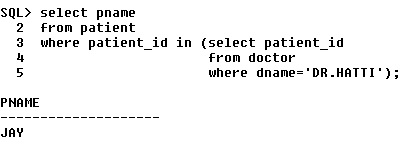 SQL> select pname
  2  from patient
  3  where patient_id in (select patient_id
  4                       from doctor
  5                       where dname='DR.HATTI');
PNAME
--------------------
JAY